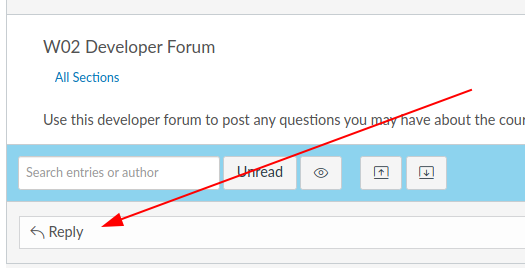 W02 Developer Forum
All Sections
Use this developer forum to post any questions you may have about the cour
Search entries or author
Unread
Reply